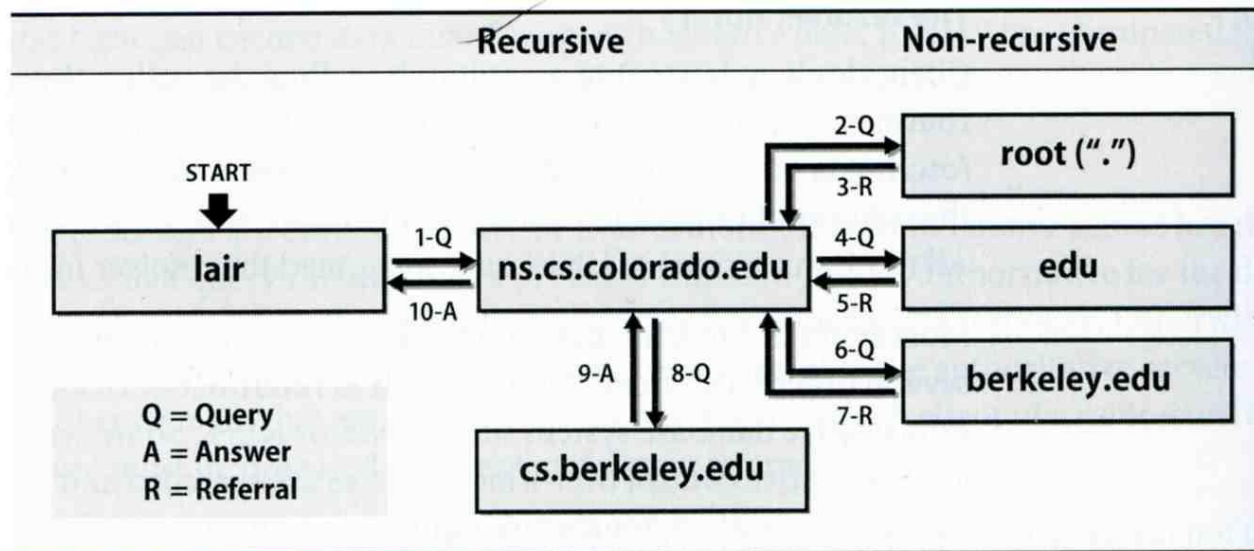 Recursive Non-recursive
2-Q
root (“.”)
3-R
START
1-Q
4-Q
lair
ns.cs.colorado.edu
edu
10-A
5-R
6-Q
9-A 8-Q
berkeley.edu
7-R
Q = Query
A = Answer
R = Referral
cs.berkeley.edu